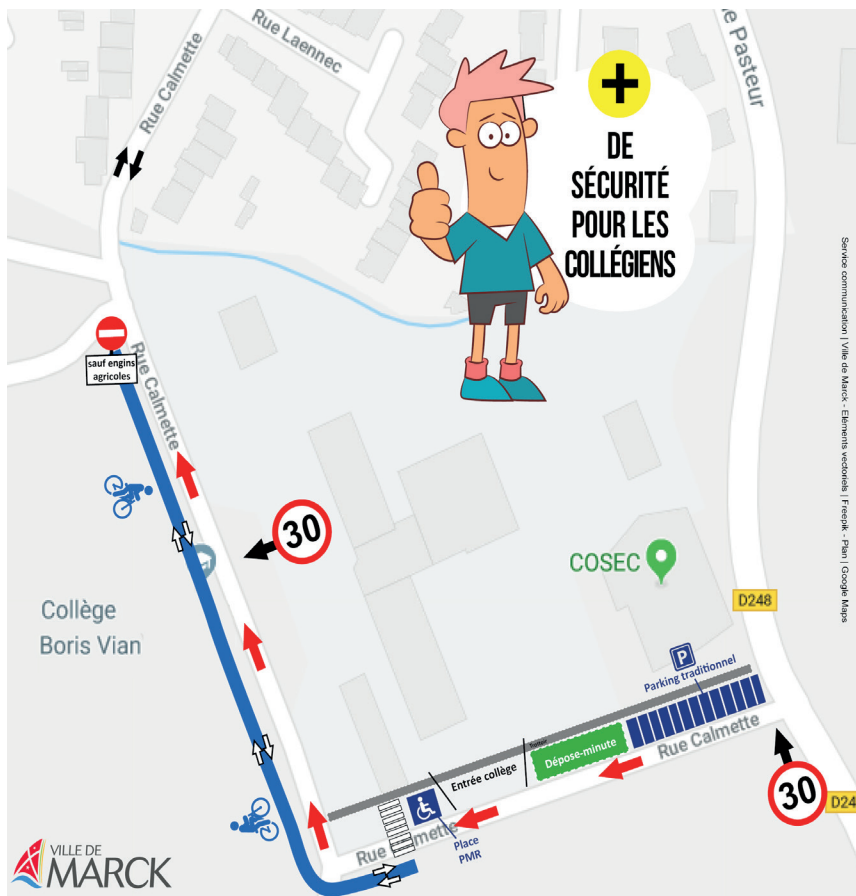 Rue Calmette
Rue Laennec
e Pasteur
+
DE
SÉCURITÉ
POUR LES
COLLÉGIENS
Service communication | Ville de Marck - Eléments vectoriels | Freepik - Plan | Google Maps
sauf engins
agricoles
Rue Calmette
30
COSEC
Collège
Boris Vian
D248
P
Parking traditionnel
Trottoir
Dépose-minute
Entrée collège
Rue Calmette
30
D24
Place
PMR
Rue Calmette
VILLE DE
MARCK